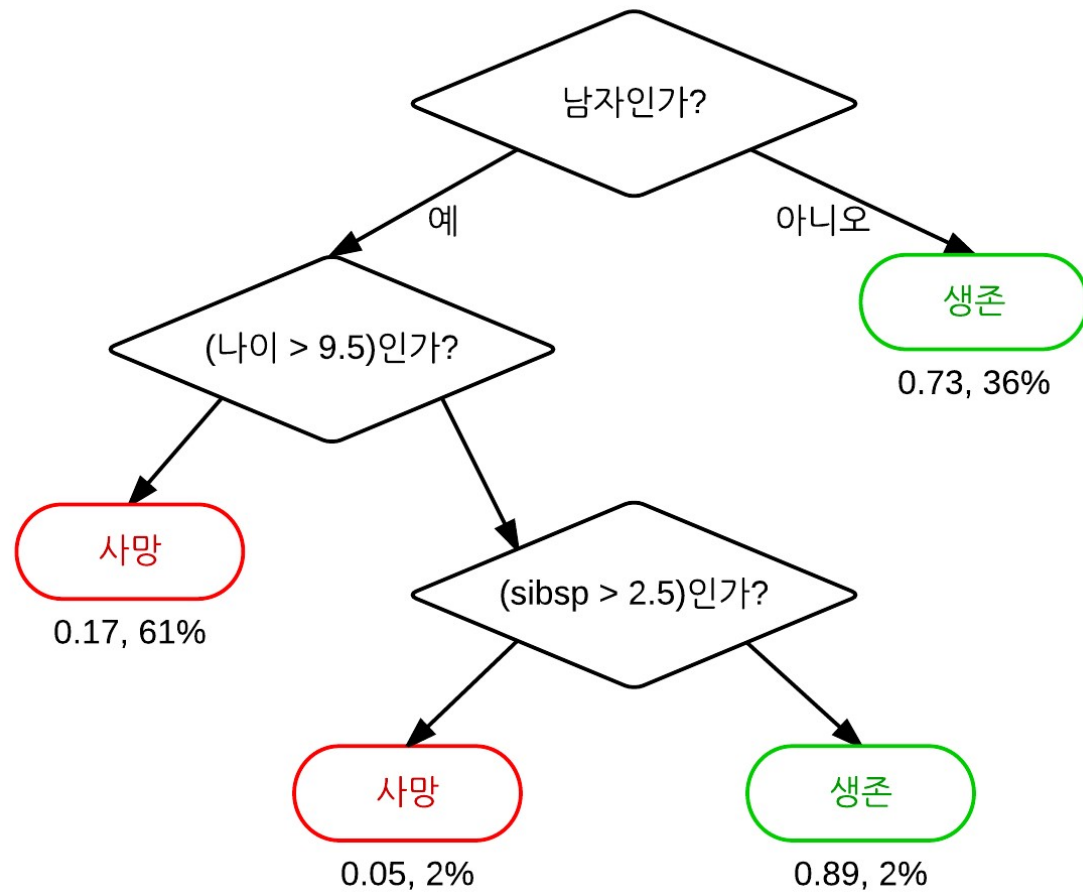 남자인가?
예
아니오
생존
0.73, 36%
(나이 > 9.5)인가?
사망
0.17, 61%
(sibsp > 2.5)인가?
사망
0.05, 2%
생존
0.89, 2%